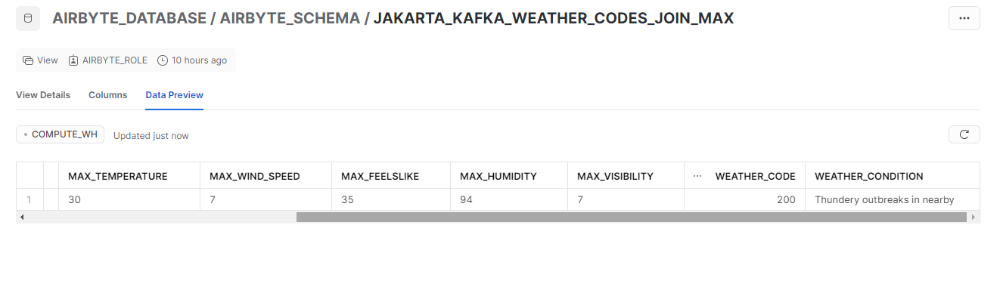 AIRBYTE_DATABASE / AIRBYTE_SCHEMA / JAKARTA_KAFKA_WEATHER_CODES_JOIN_MAX
View AIRBYTE_ROLE 10 hours ago
View Details Columns Data Preview
COMPUTE_WH Updated just now
MAX_TEMPERATURE MAX_WIND_SPEED MAX_FEELSLIKE MAX_HUMIDITY MAX_VISIBILITY ... WEATHER_CODE WEATHER_CONDITION
1 30 7 35 94 7 200 Thundery outbreaks in nearby